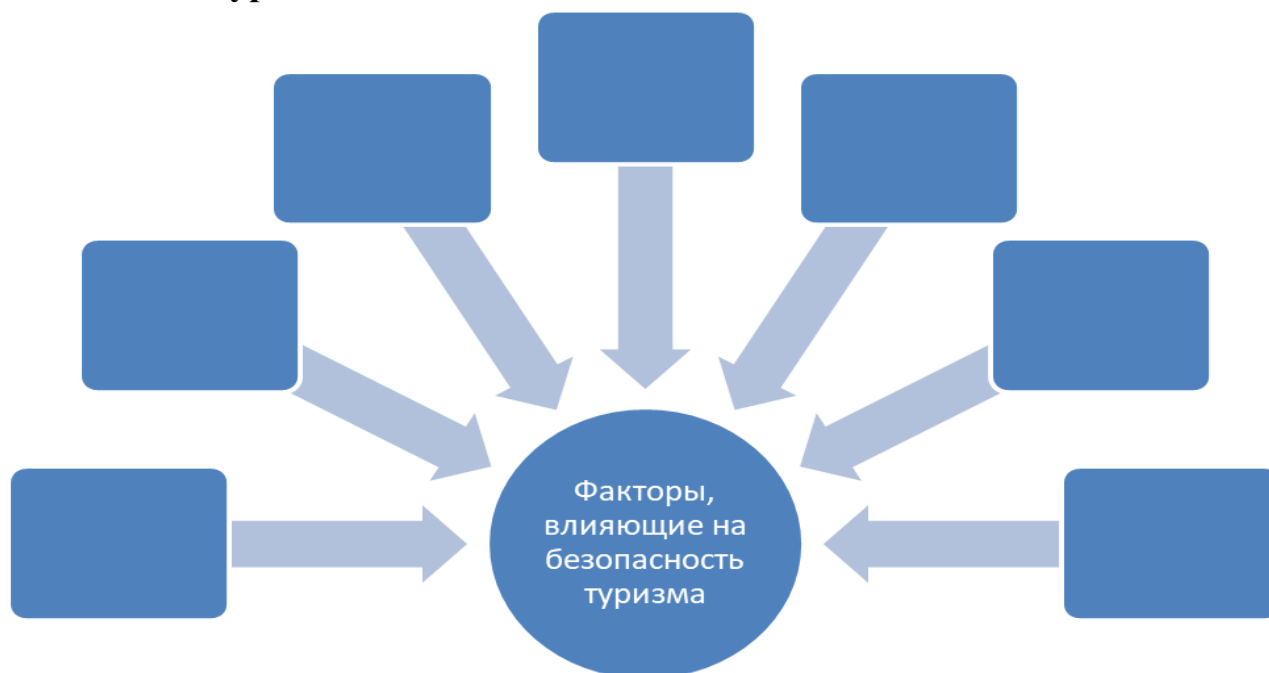 Факторы,
влияющие на
безопасность
туризма